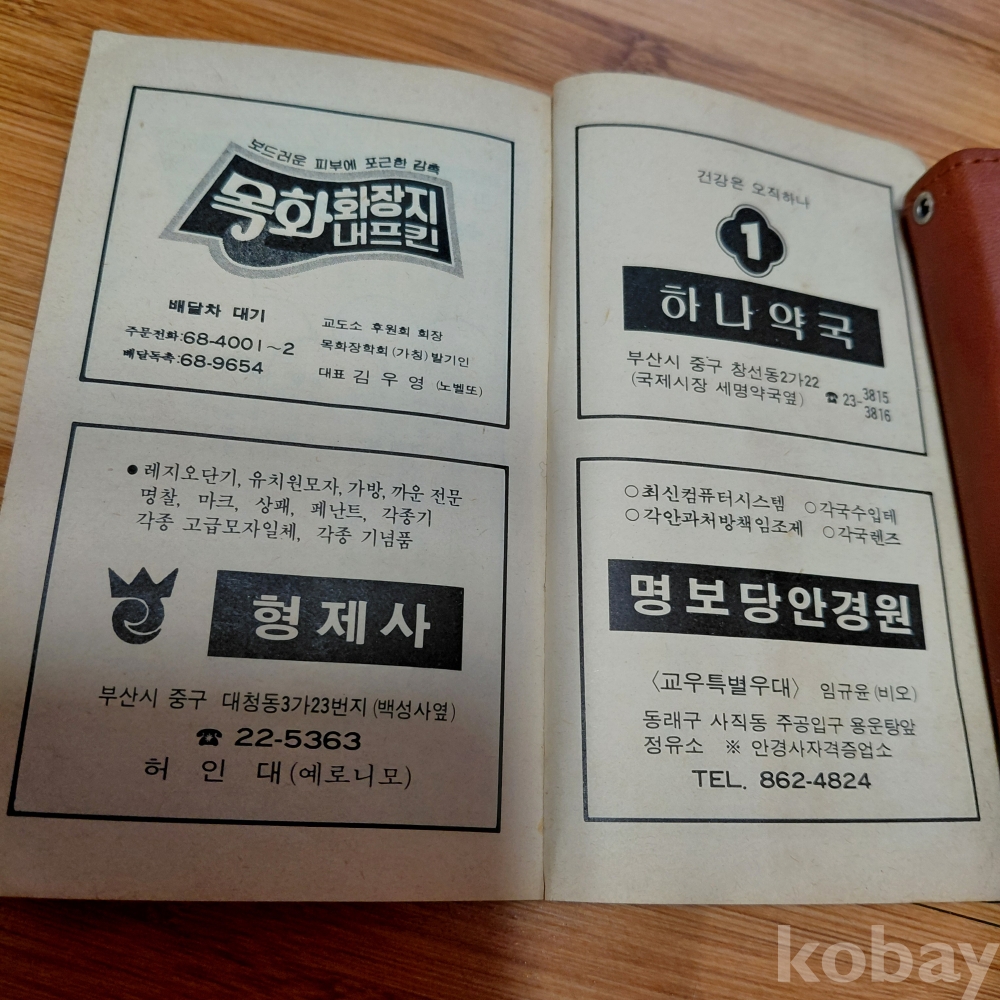 보드러운 피부에 포근한 감촉
목화 화장지
내프킨
배달차 대기
주문전화:68-4001~2
배달독촉:68-9654
교도소 후원회 회장
목화장학회(가칭)발기인
대표 김우영 (노벨또)
● 레지오단기, 유치원모자, 가방, 까운 전문
명찰, 마크, 상패, 페난트, 각종기
각종 고급모자일체, 각종 기념품
형제사
부산시 중구 대청동3가23번지 (백성사옆)
☎ 22-5363
허 인 대 (예로니모)
건강은 오직하나
1
하나약국
부산시 중구 창선동2가22
(국제시장 세명약국옆) ☎ 23-3815
3816
○최신컴퓨터시스템 ○각국수입테
○각안과처방책임조제 ○각국렌즈
명보당안경원
〈교우특별우대〉 임규윤 (비오)
동래구 사직동 주공입구 용운탕앞
정유소 ※ 안경사자격증업소
TEL. 862-4824
kobay